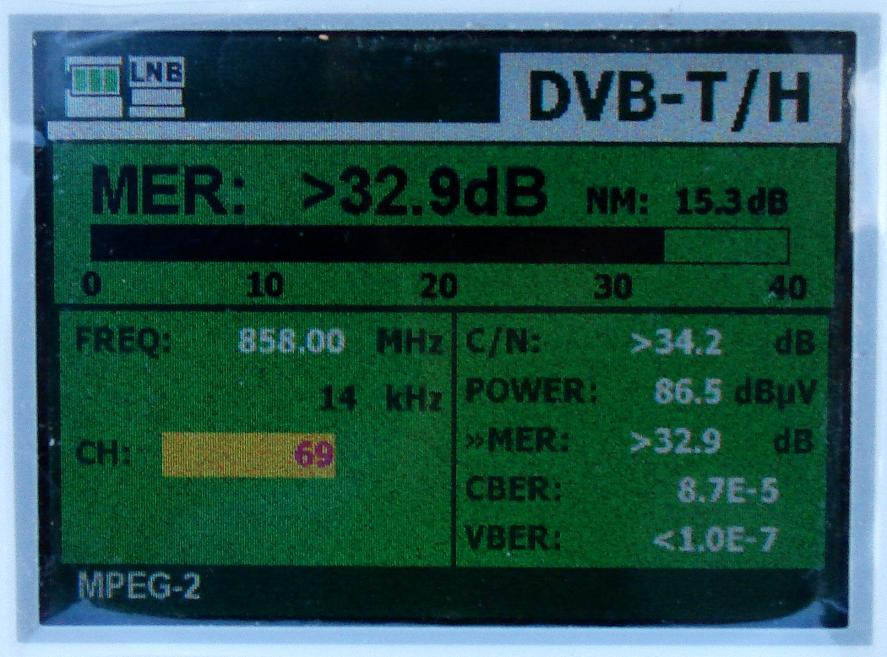 LNB
DVB-T/H
MER: >32.9dB NM: 15.3dB
0 10 20 30 40
FREQ: 858.00 MHz
14 kHz
CH: 69
C/N: >34.2 dB
POWER: 86.5 dBµV
»MER: >32.9 dB
CBER: 8.7E-5
VBER: <1.0E-7
MPEG-2